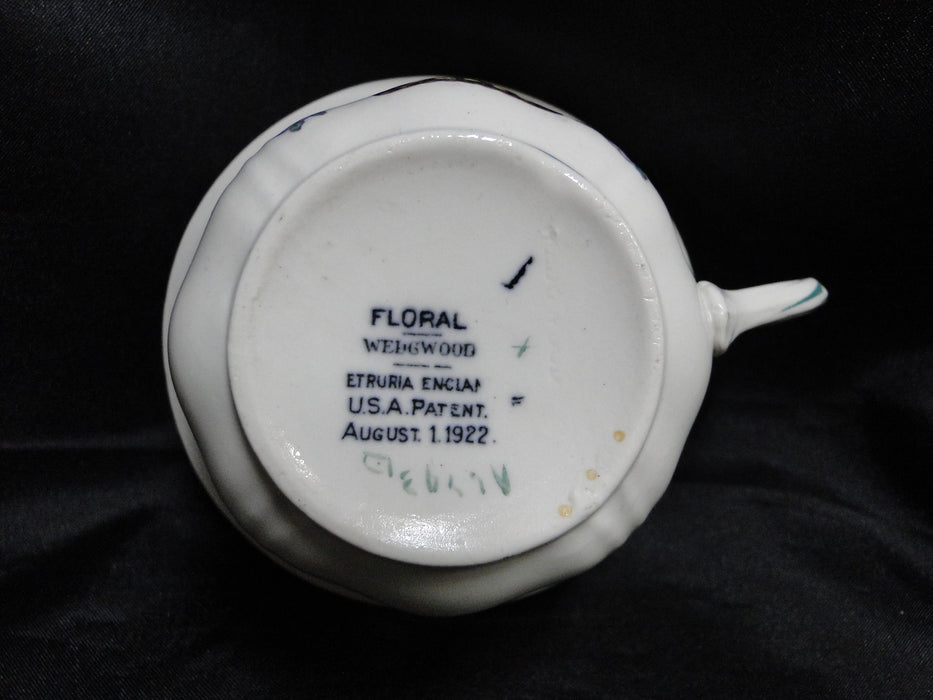 FLORAL
WEDGWOOD
ETRURIA ENGLAN
U.S.A. PATENT.
AUGUST. 1. 1922.